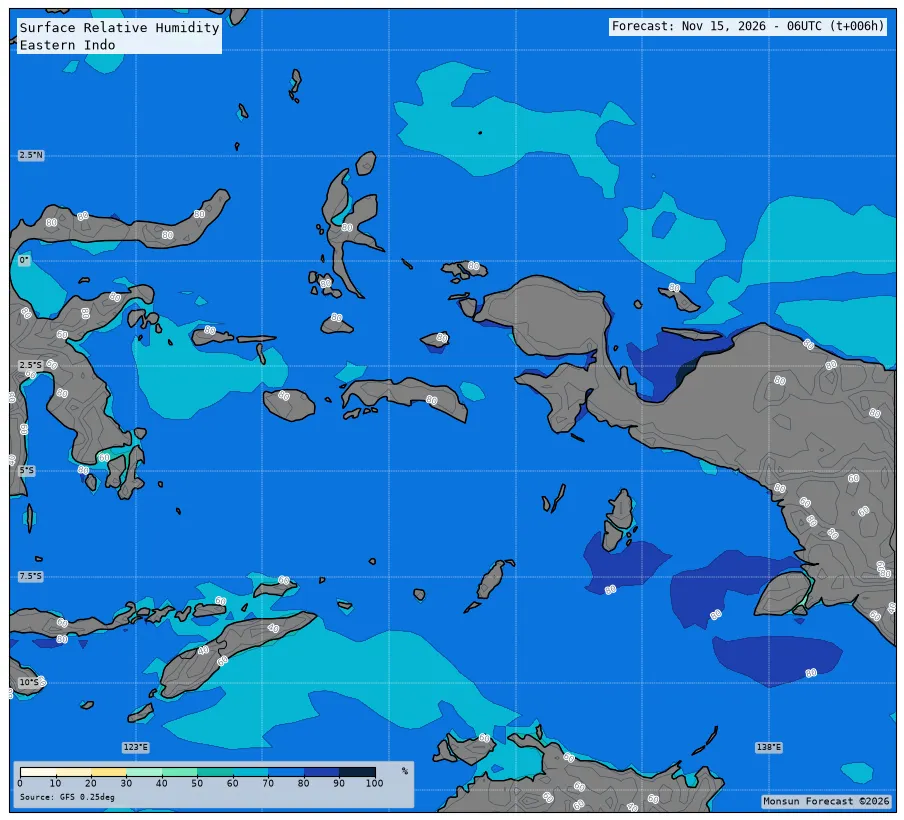 Surface Relative Humidity
Eastern Indo
Forecast: Nov 15, 2026 - 06UTC (t+006h)
2.5°N
0°
2.5°S
5°S
7.5°S
10°S
123°E
138°E
0 10 20 30 40 50 60 70 80 90 100 %
Source: GFS 0.25deg
Monsun Forecast ©2026